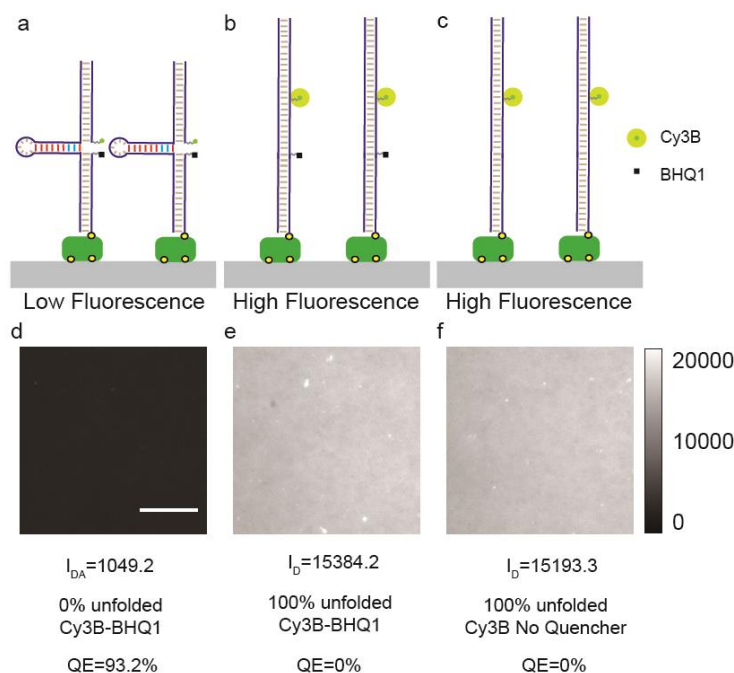 a
b
c
Cy3B
BHQ1
Low Fluorescence
High Fluorescence
High Fluorescence
d
e
f
20000
10000
0
I_DA=1049.2
I_D=15384.2
I_D=15193.3
0% unfolded
Cy3B-BHQ1
100% unfolded
Cy3B-BHQ1
100% unfolded
Cy3B No Quencher
QE=93.2%
QE=0%
QE=0%